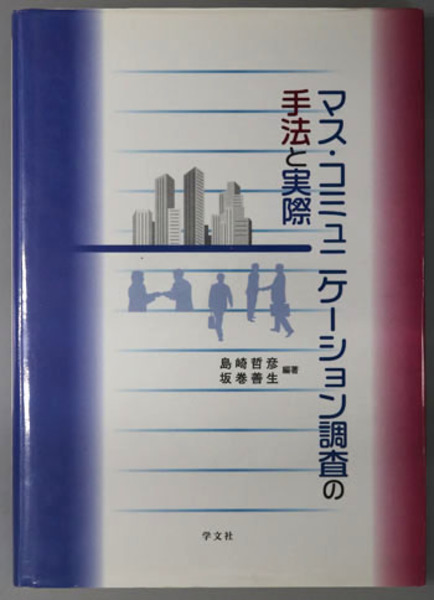 マス・コミュニケーション調査の
手法と実際
島崎哲彦
坂巻善生
編著
学文社